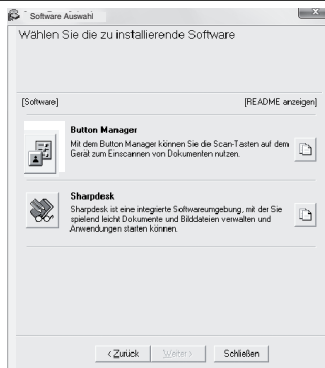 Software Auswahl
Wählen Sie die zu installierende Software
[Software] [README anzeigen]
Button Manager
Mit dem Button Manager können Sie die Scan-Tasten auf dem
Gerät zum Einscannen von Dokumenten nutzen.
Sharpdesk
Sharpdesk ist eine integrierte Softwareumgebung, mit der Sie
spielend leicht Dokumente und Bilddateien verwalten und
Anwendungen starten können.
< Zurück Weiter > Schließen